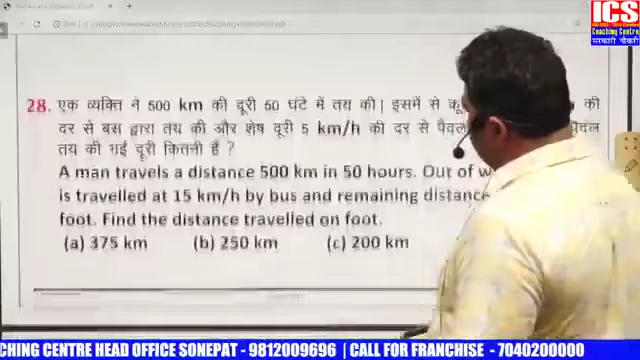 ICS
Coaching Centre
सरकारी नौकरी
28. एक व्यक्ति ने 500 km की दूरी 50 घंटे में तय की | इसमें से कु की
दर से बस द्वारा तय की और शेष दूरी 5 km/h की दर से पैदल
तय की गई दूरी कितनी है ?
A man travels a distance 500 km in 50 hours. Out of w
is travelled at 15 km/h by bus and remaining distance
foot. Find the distance travelled on foot.
(a) 375 km (b) 250 km (c) 200 km
CHING CENTRE HEAD OFFICE SONEPAT - 9812009696 | CALL FOR FRANCHISE - 7040200000